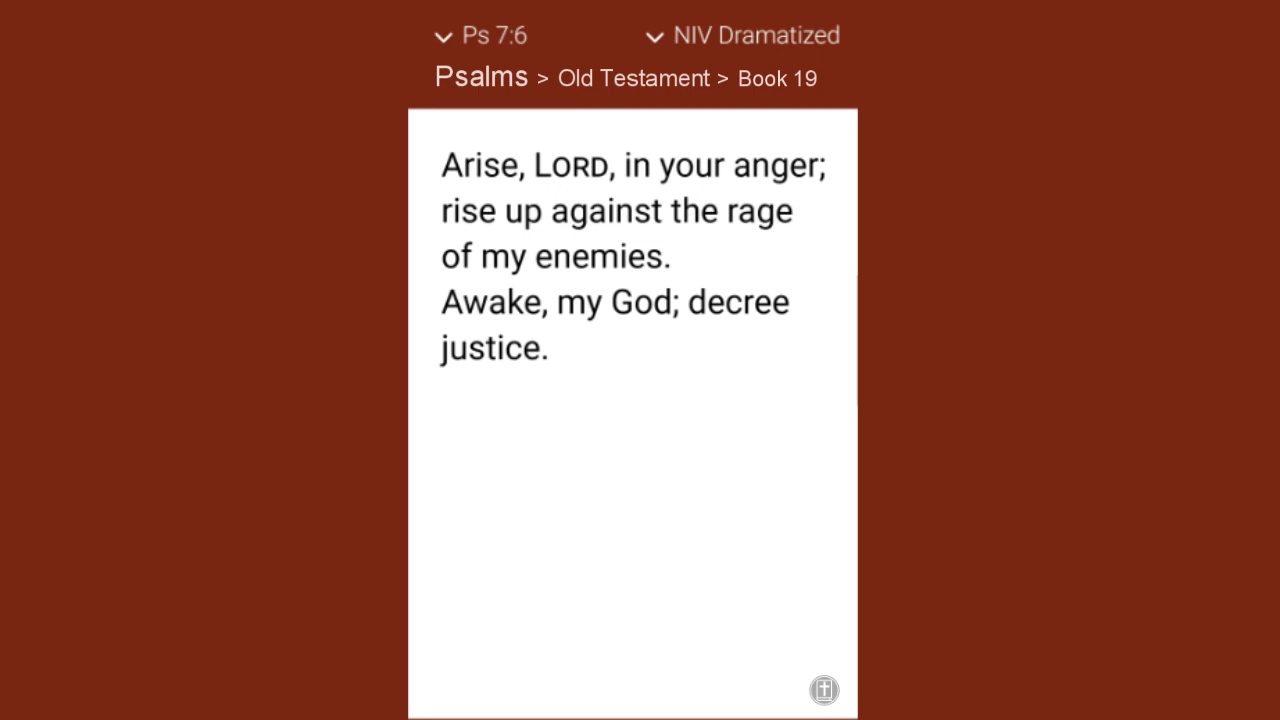 Ps 7:6 NIV Dramatized
Psalms > Old Testament > Book 19
Arise, LORD, in your anger;
rise up against the rage
of my enemies.
Awake, my God; decree
justice.